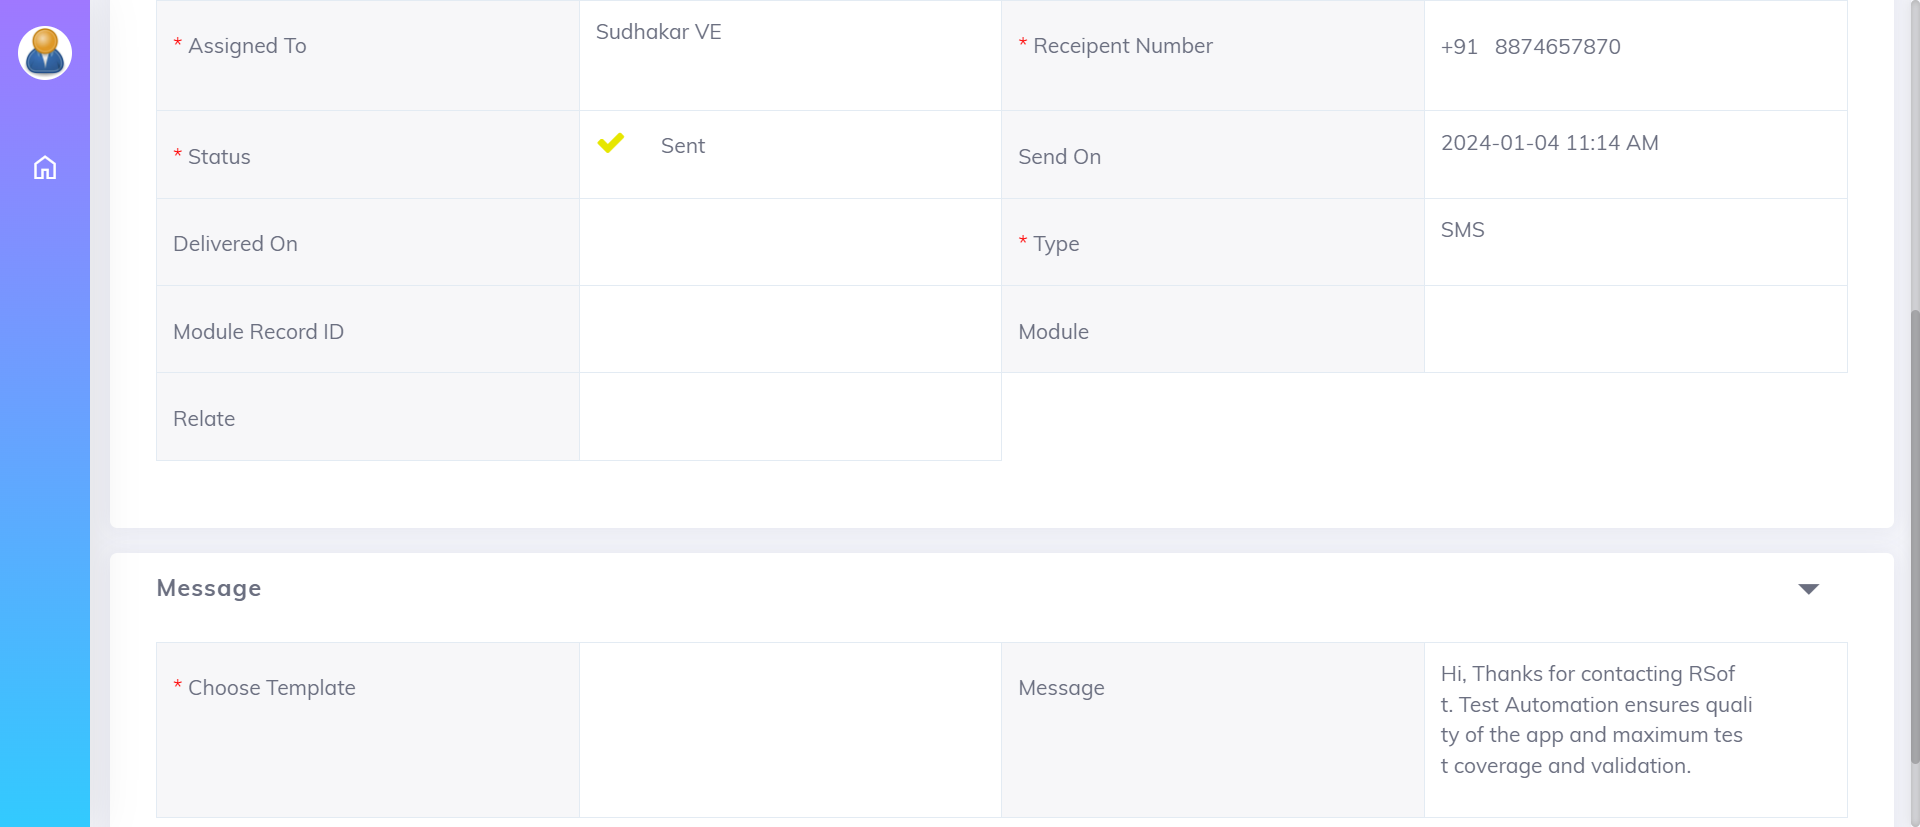 * Assigned To
Sudhakar VE
* Receipent Number
+91 8874657870
* Status
Sent
Send On
2024-01-04 11:14 AM
Delivered On
* Type
SMS
Module Record ID
Module
Relate
Message
* Choose Template
Message
Hi, Thanks for contacting RSof
t. Test Automation ensures quali
ty of the app and maximum tes
t coverage and validation.